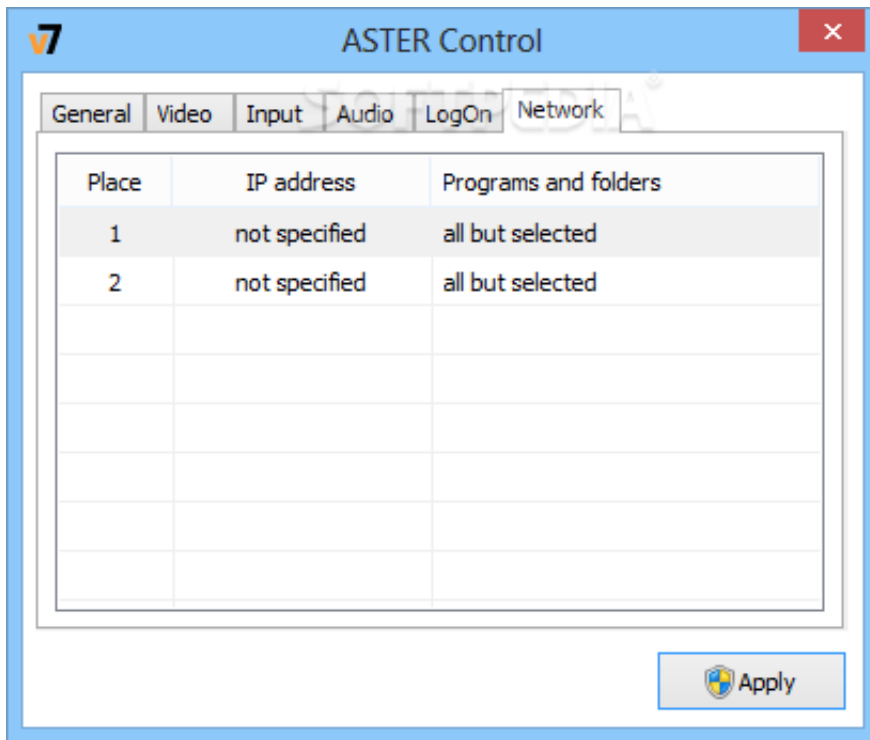 v7 ASTER Control
SOFTPEDIA®
General Video Input Audio LogOn Network
Place IP address Programs and folders
1 not specified all but selected
2 not specified all but selected
Apply